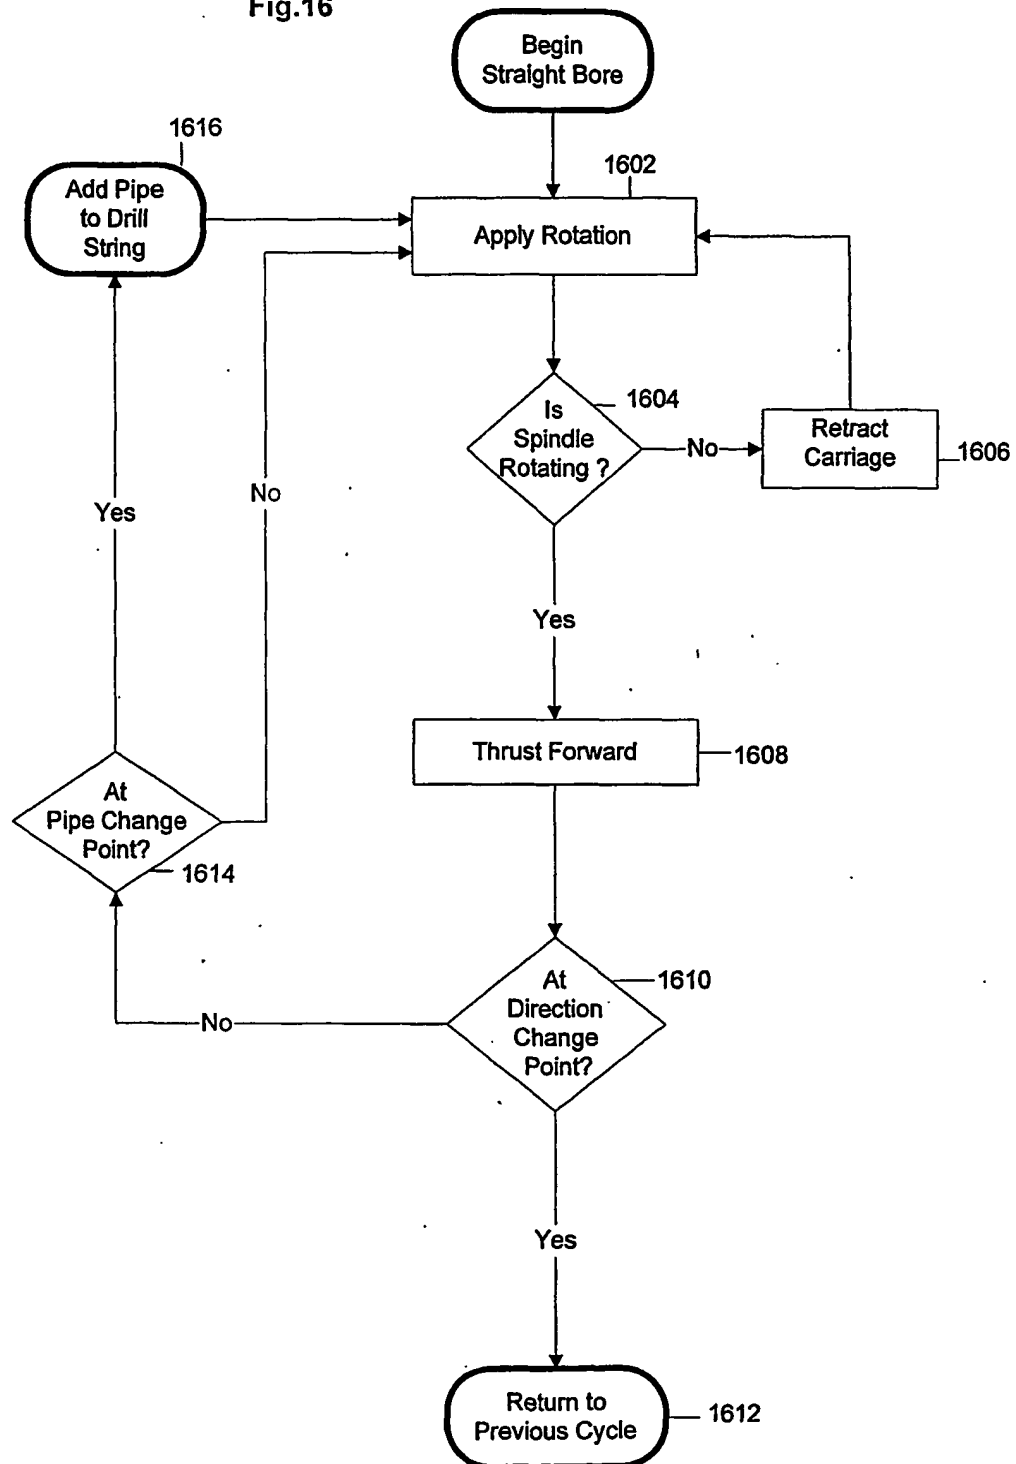 Fig.16
Begin
Straight Bore
1616
Add Pipe
to Drill
String
1602
Apply Rotation
Is
Spindle
Rotating ?
1604
No
Retract
Carriage
1606
Yes
No
Yes
Thrust Forward
1608
At
Pipe Change
Point?
1614
At
Direction
Change
Point?
1610
No
Yes
Return to
Previous Cycle
1612